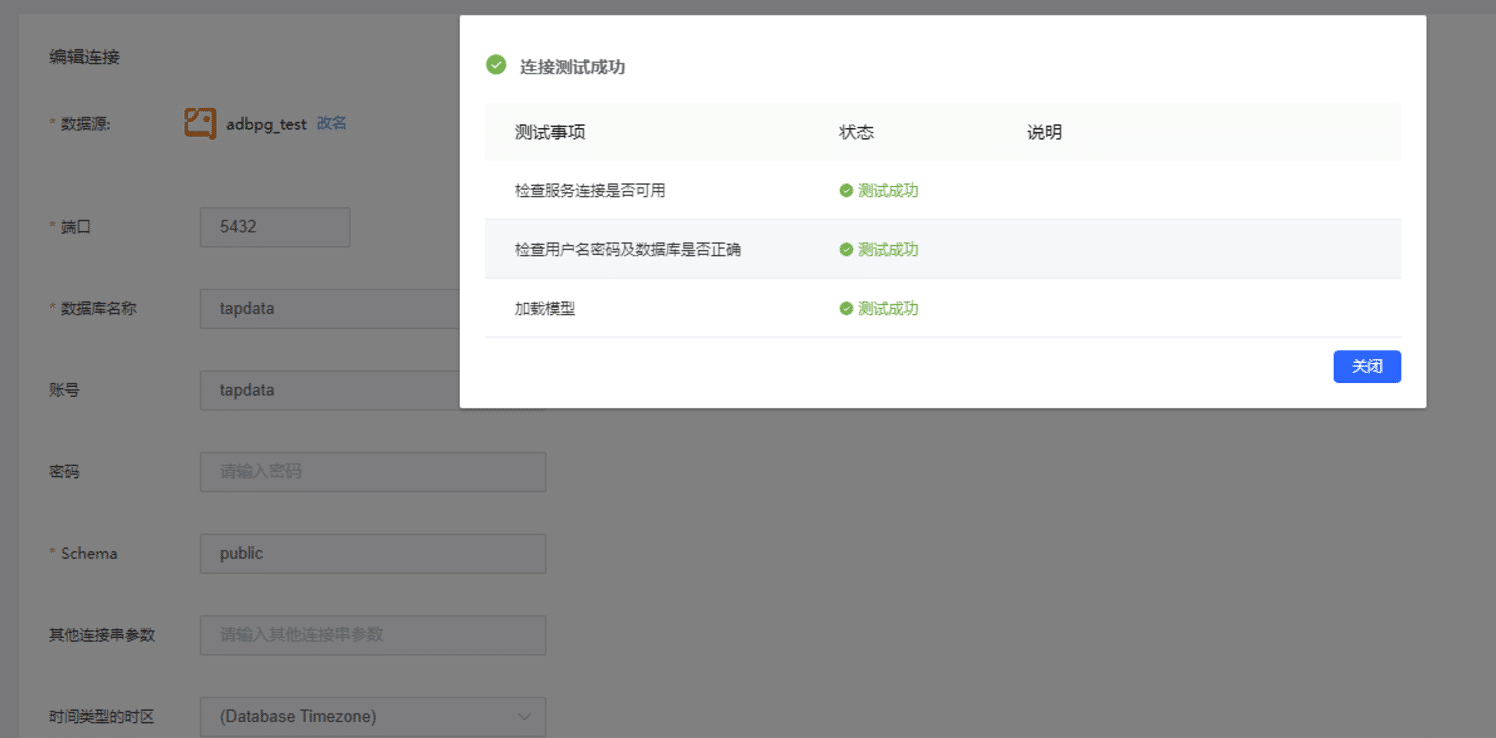 编辑连接
* 数据源: adbpg_test 改名
* 端口 5432
* 数据库名称 tapdata
账号 tapdata
密码 请输入密码
* Schema public
其他连接串参数 请输入其他连接串参数
时间类型的时区 (Database Timezone)
连接测试成功
测试事项 状态 说明
检查服务连接是否可用 测试成功
检查用户名密码及数据库是否正确 测试成功
加载模型 测试成功
关闭